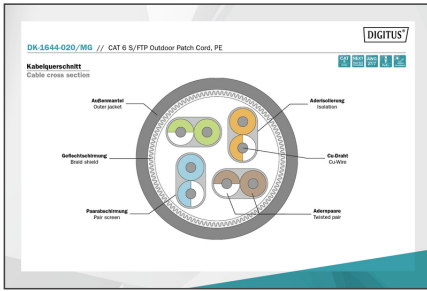 DIGITUS®
DK-1644-020/MG // CAT 6 S/FTP Outdoor Patch Cord, PE
Kabelquerschnitt
Cable cross section
Außenmantel
Outer jacket
Aderisolierung
Isolation
Geflechtschirmung
Braid shield
Cu-Draht
Cu-Wire
Paarabschirmung
Pair screen
Adernpaare
Twisted pair